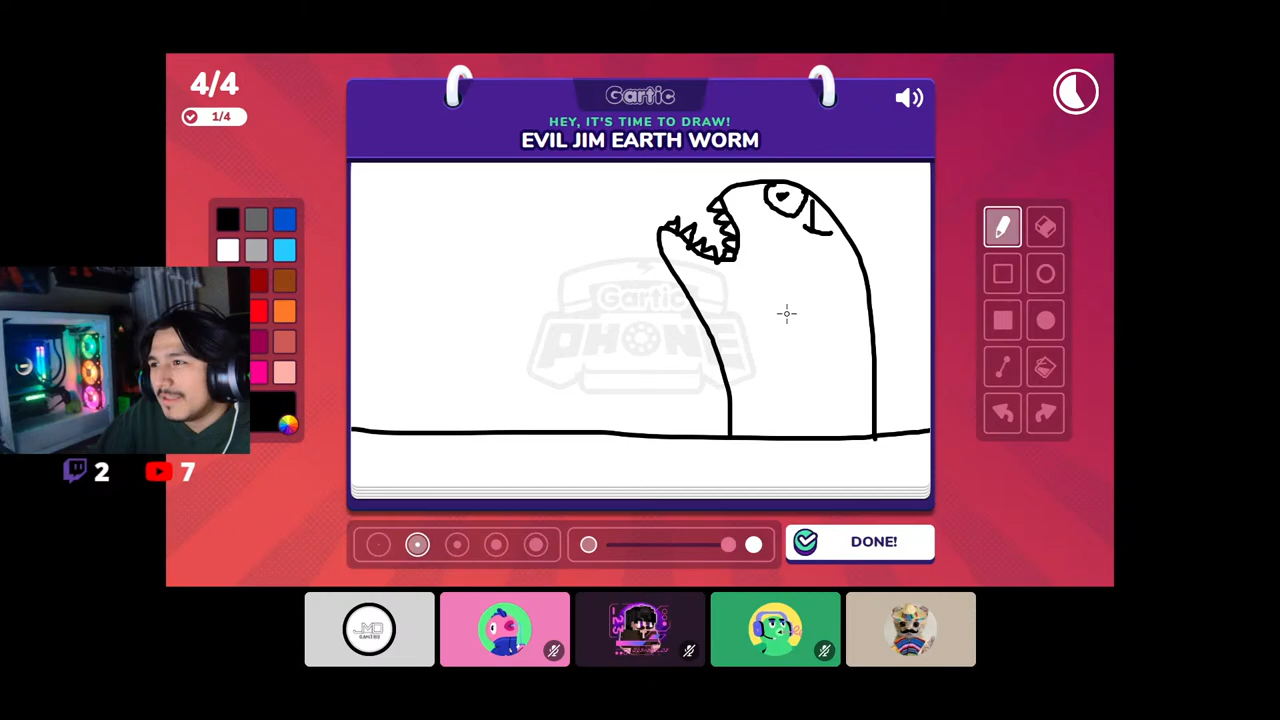 4/4
1/4
Gartic
HEY, IT'S TIME TO DRAW!
EVIL JIM EARTH WORM
Gartic
PHONE
2
7
DONE!